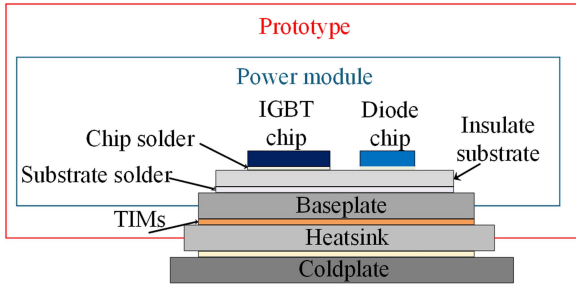 Prototype
Power module
IGBT
chip
Diode
chip
Chip solder
Insulate
substrate
Substrate solder
Baseplate
TIMs
Heatsink
Coldplate